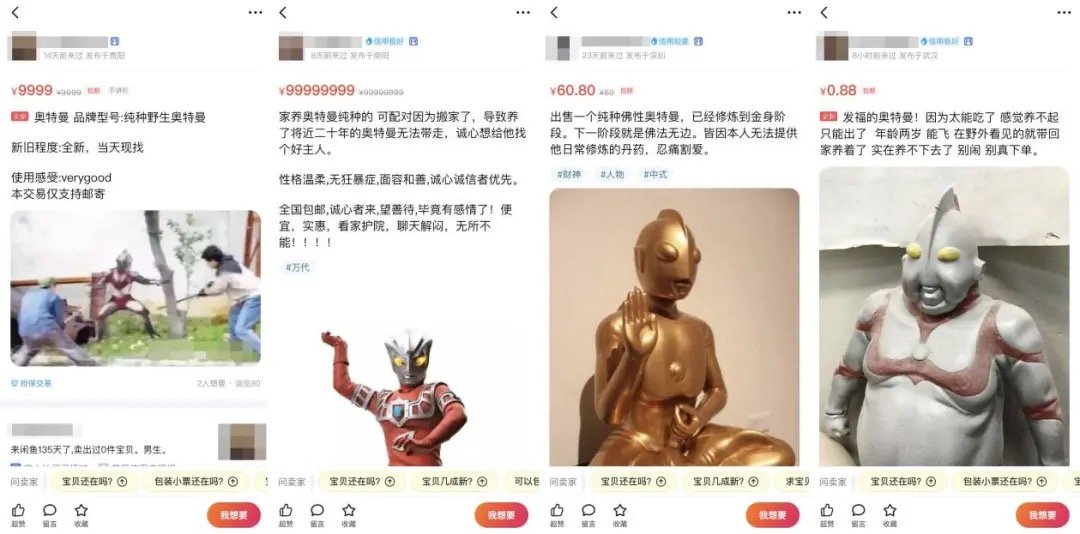 14天前来过 发布于贵阳
¥9999 ¥9999 包邮 不讲价
全新 奥特曼 品牌型号:纯种野生奥特曼
新旧程度:全新，当天现找
使用感受:verygood
本交易仅支持邮寄
担保交易
2人想要 · 浏览80
来闲鱼135天了,卖出过0件宝贝。男生。
问卖家
宝贝还在吗?
包装小票还在吗?
超赞
留言
收藏
我想要
信用极好
8天前来过 发布于南阳
¥99999999 ¥99999999
家养奥特曼纯种的 可配对因为搬家了，导致养
了将近二十年的奥特曼无法带走，诚心想给他找
个好主人。
性格温柔,无狂暴症,面容和善,诚心诚信者优先。
全国包邮,诚心者来,望善待,毕竟有感情了！便
宜，实惠，看家护院，聊天解闷，无所不
能！！！！
#万代
问卖家
宝贝还在吗?
宝贝几成新?
可以包
超赞
留言
收藏
我想要
信用较差
23天前来过 发布于深圳
¥60.80 ¥80 包邮
出售一个纯种佛性奥特曼，已经修炼到金身阶
段。下一阶段就是佛法无边。皆因本人无法提供
他日常修炼的丹药，忍痛割爱。
#財神
#人物
#中式
问卖家
宝贝还在吗?
宝贝几成新?
求宝贝
超赞
留言
收藏
我想要
信用极好
8小时前来过 发布于武汉
¥0.88 包邮
全新 发福的奥特曼！因为太能吃了 感觉养不起
只能出了 年龄两岁 能飞 在野外看见的就带回
家养着了 实在养不下去了 别闹 别真下单。
问卖家
宝贝还在吗?
包装小票还在吗?
超赞
留言
收藏
我想要